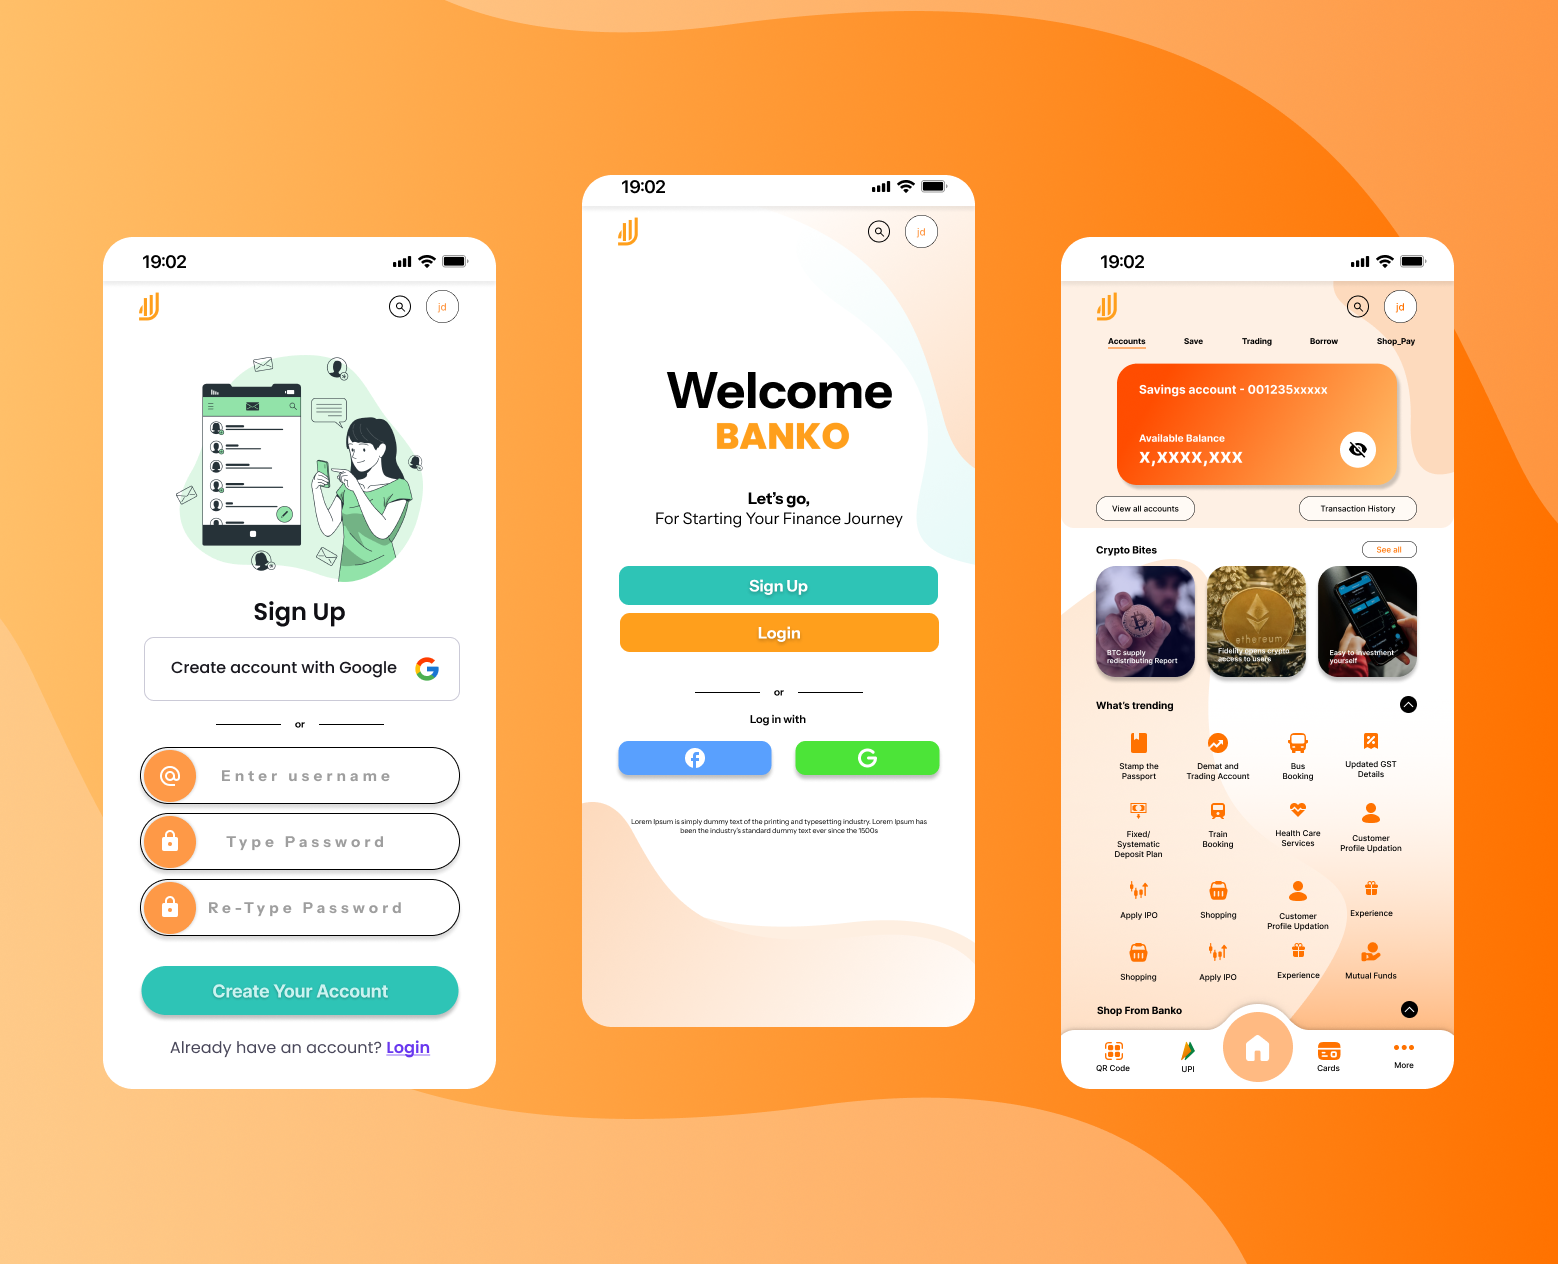 19:02
jd
Sign Up
Create account with Google
or
Enter username
Type Password
Re-Type Password
Create Your Account
Already have an account? Login
19:02
jd
Welcome
BANKO
Let's go,
For Starting Your Finance Journey
Sign Up
Login
or
Log in with
Lorem Ipsum is simply dummy text of the printing and typesetting industry. Lorem Ipsum has
been the industry's standard dummy text ever since the 1500s
19:02
jd
Accounts Save Trading Borrow Shop_Pay
Savings account - 001235xxxxx
Available Balance
X,XXXX,XXX
View all accounts Transaction History
Crypto Bites See all
BTC supply
redistributing Report
ethereum
Fidelity opens crypto
access to users
Easy to investment
yourself
What's trending
Stamp the
Passport
Demat and
Trading Account
Bus
Booking
Updated GST
Details
Fixed/
Systematic
Deposit Plan
Train
Booking
Health Care
Services
Customer
Profile Updation
Apply IPO
Shopping
Customer
Profile Updation
Experience
Shopping
Apply IPO
Experience
Mutual Funds
Shop From Banko
QR Code UPI Cards More